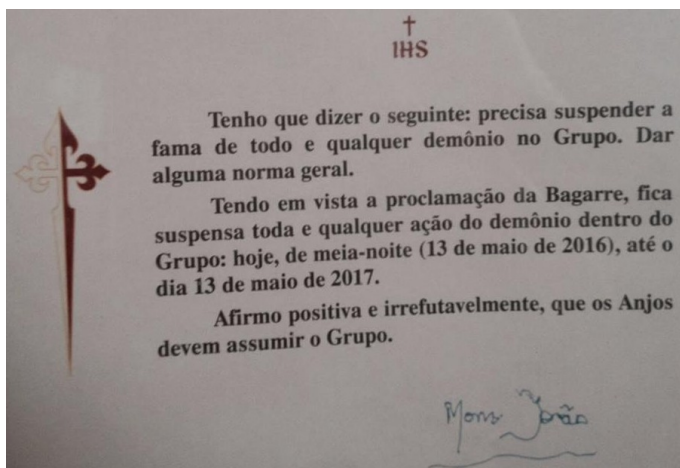 IHS
Tenho que dizer o seguinte: precisa suspender a
fama de todo e qualquer demônio no Grupo. Dar
alguma norma geral.
Tendo em vista a proclamação da Bagarre, fica
suspensa toda e qualquer ação do demônio dentro do
Grupo: hoje, de meia-noite (13 de maio de 2016), até o
dia 13 de maio de 2017.
Afirmo positiva e irrefutavelmente, que os Anjos
devem assumir o Grupo.
Mons João